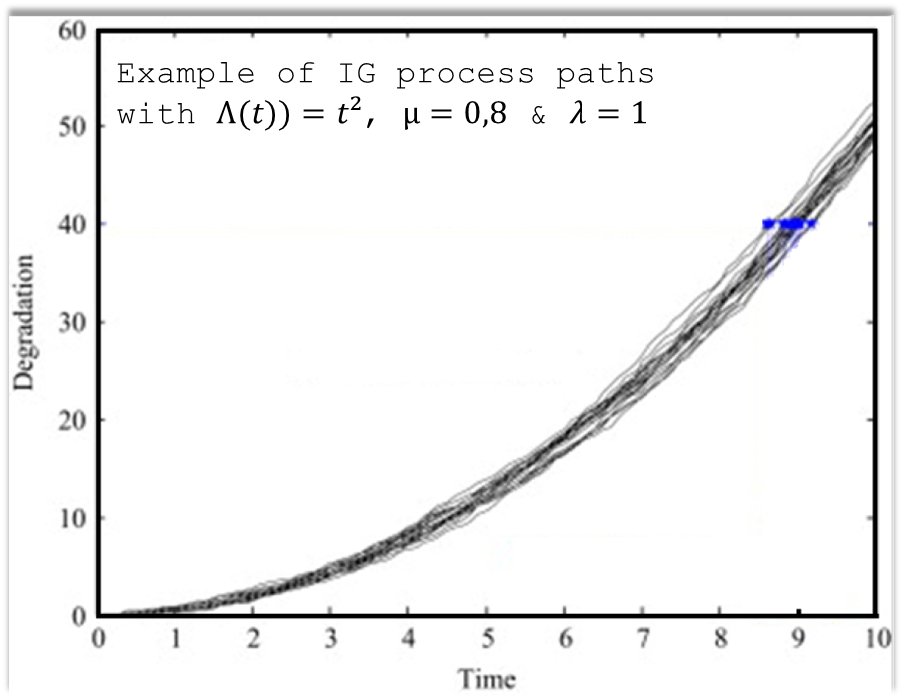 60
Example of IG process paths
with Λ(t)) = t², μ = 0,8 & λ = 1
50
40
30
20
10
0
Degradation
0 1 2 3 4 5 6 7 8 9 10
Time